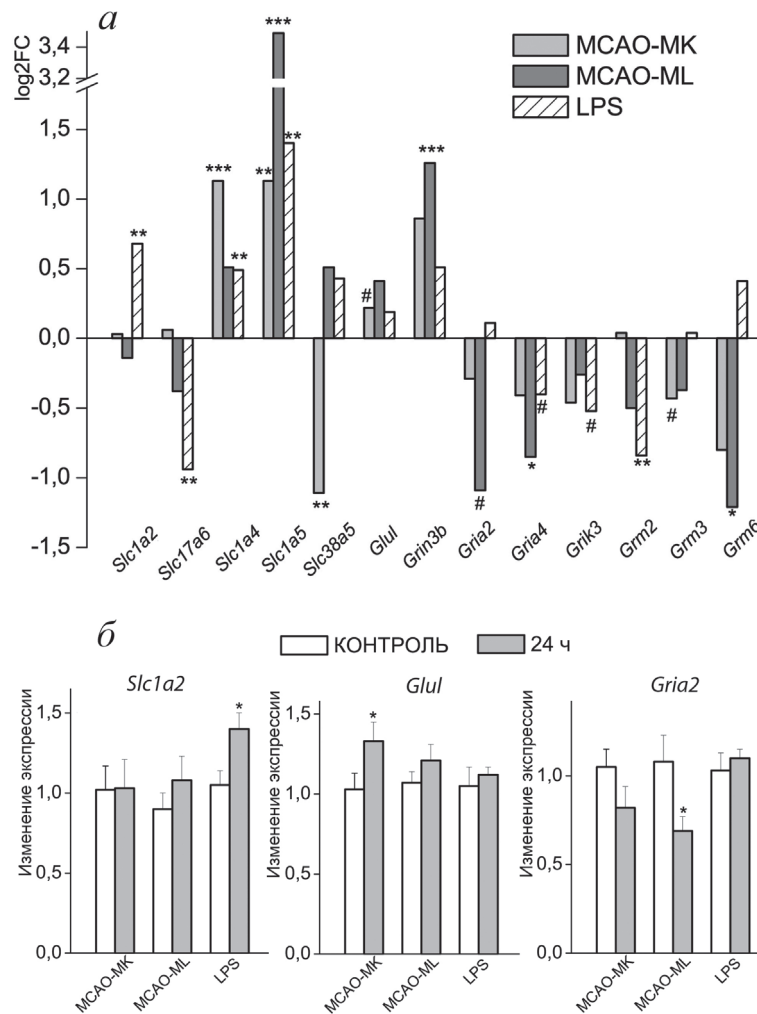 а
log2FC
3,4
3,2
1,5
1,0
0,5
0,0
-0,5
-1,0
-1,5
MCAO-MK
MCAO-ML
LPS
**
**
***
**
**
***
**
**
#
***
#
*
#
#
**
#
*
Slc1a2
Slc17a6
Slc1a4
Slc1a5
Slc38a5
Glul
Grin3b
Gria2
Gria4
Grik3
Grm2
Grm3
Grm6
б
КОНТРОЛЬ
24 ч
Slc1a2
Изменение экспрессии
1,5
1,0
0,5
0,0
*
MCAO-MK
MCAO-ML
LPS
Glul
Изменение экспрессии
1,5
1,0
0,5
0,0
*
MCAO-MK
MCAO-ML
LPS
Gria2
Изменение экспрессии
1,0
0,5
0,0
*
MCAO-MK
MCAO-ML
LPS